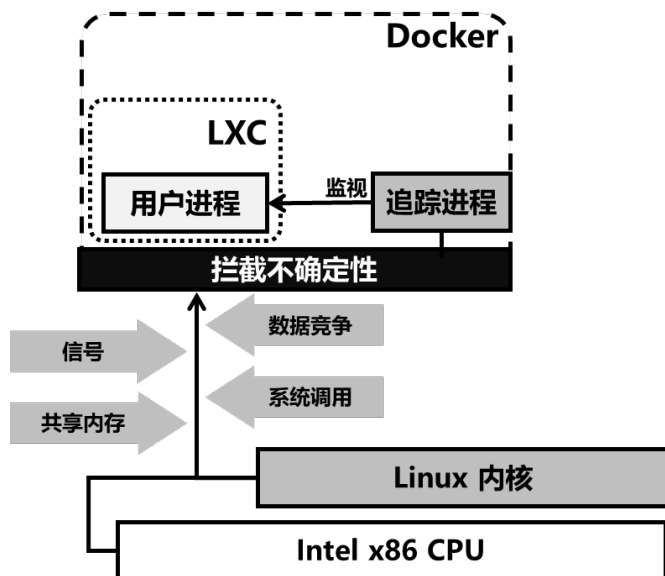 Docker
LXC
用户进程
监视
追踪进程
拦截不确定性
数据竞争
信号
系统调用
共享内存
Linux 内核
Intel x86 CPU